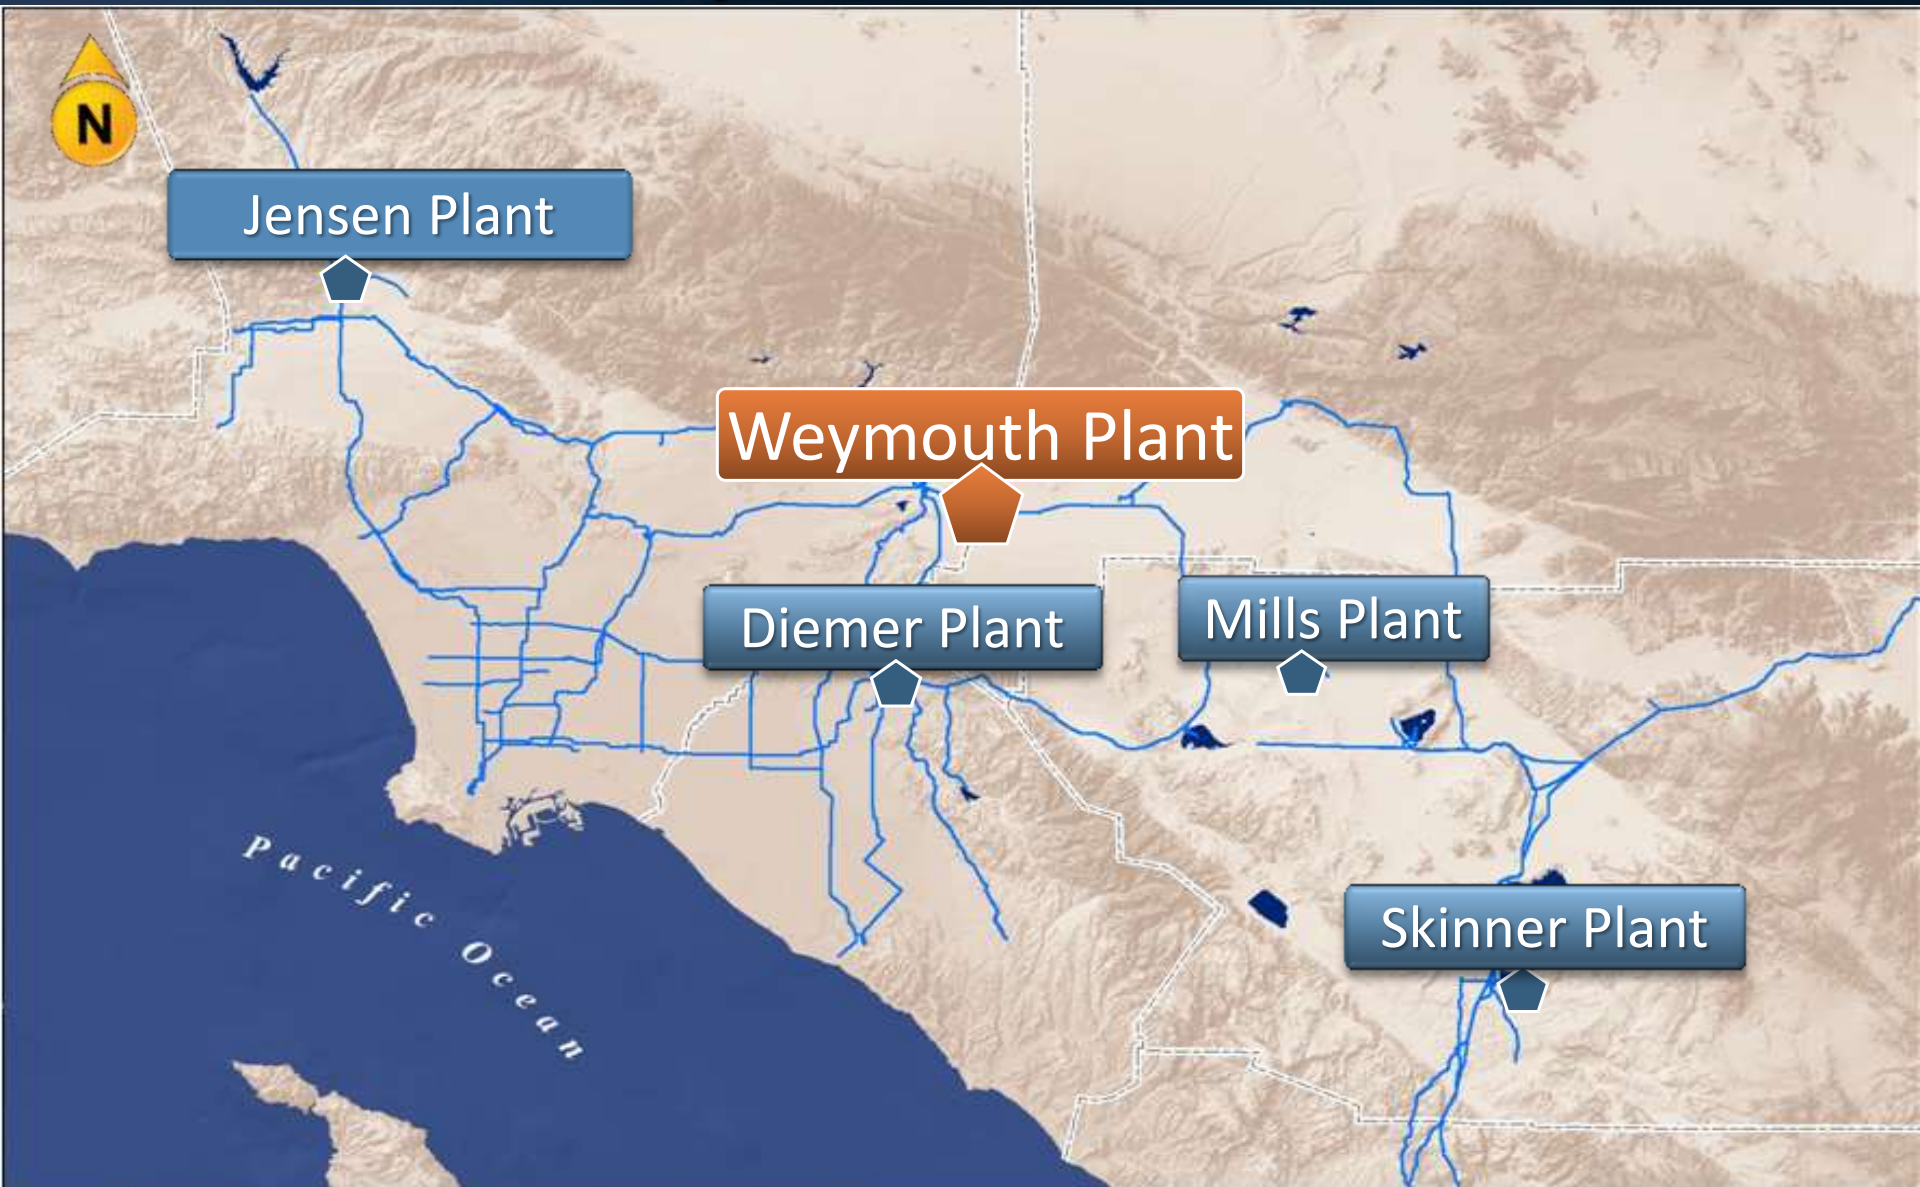 N
Jensen Plant
Weymouth Plant
Diemer Plant
Mills Plant
Pacific Ocean
Skinner Plant